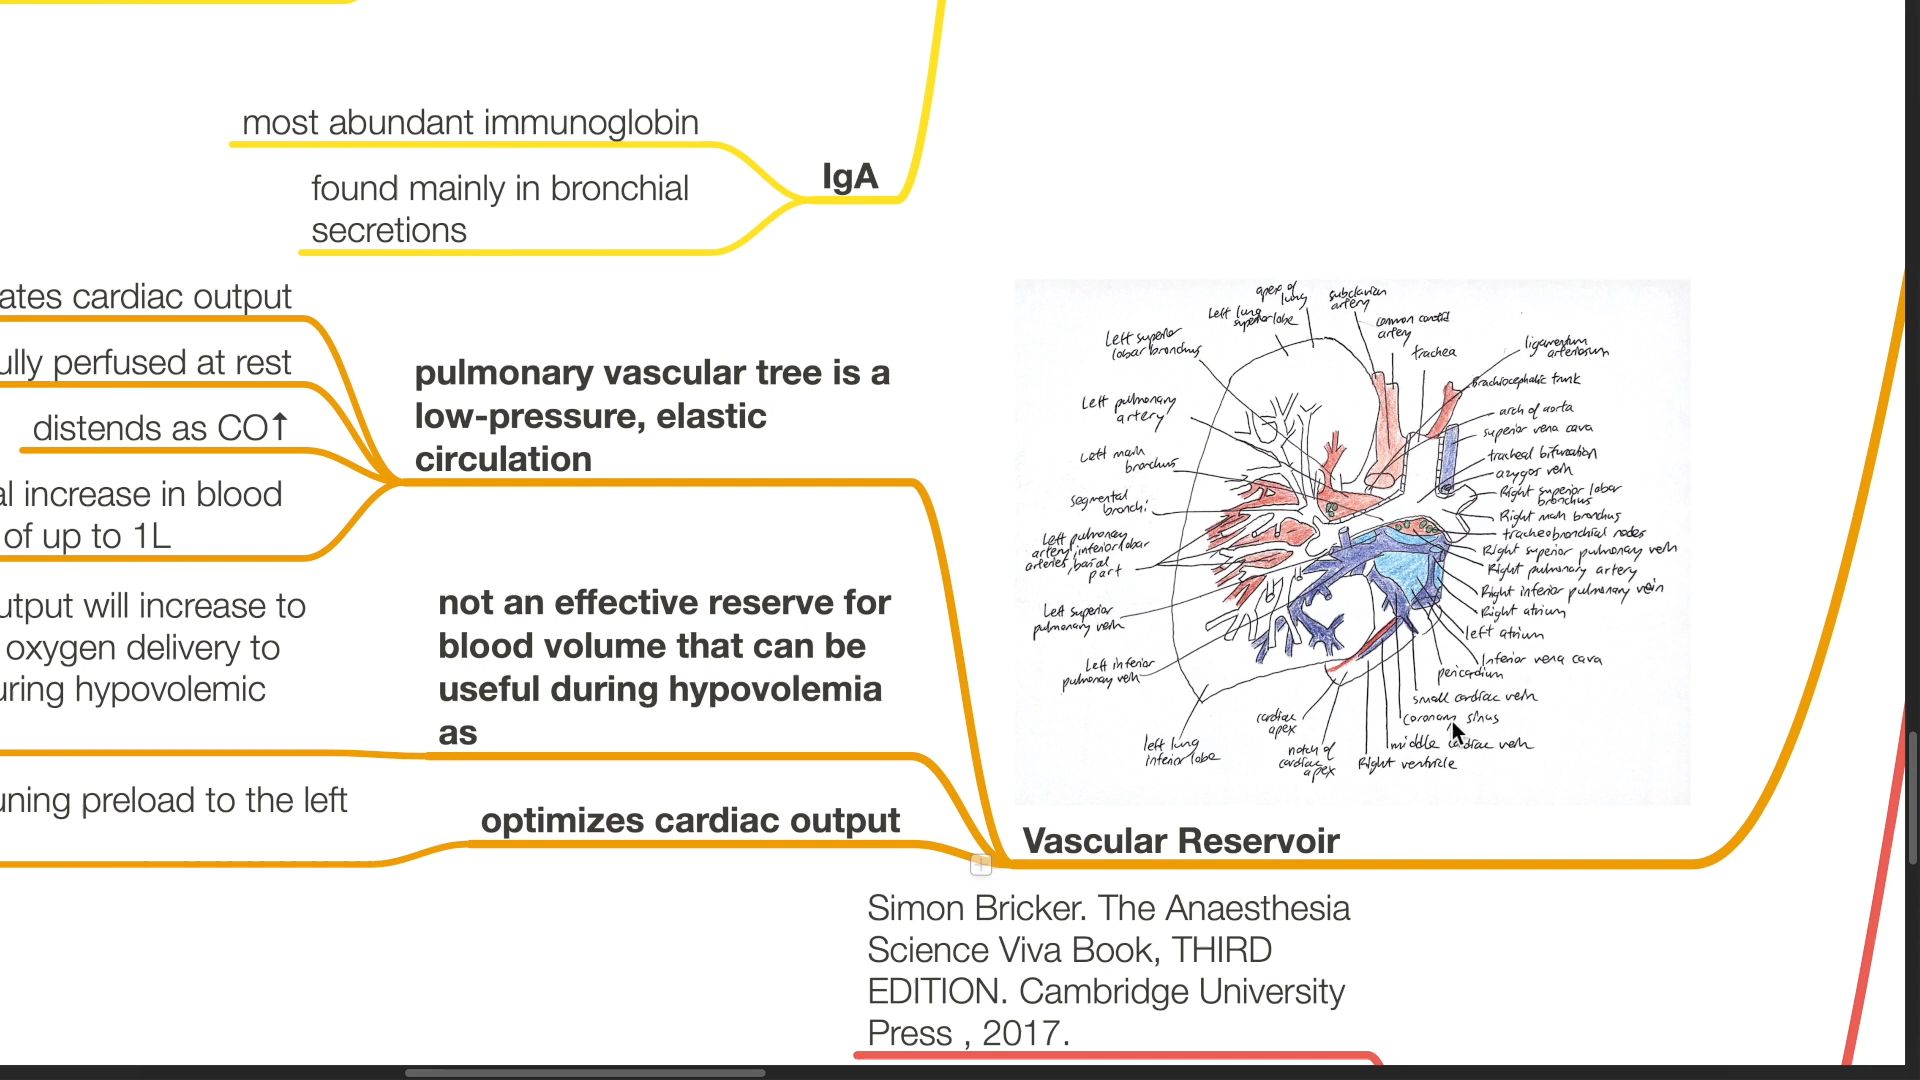 most abundant immunoglobin
found mainly in bronchial
secretions
IgA
ates cardiac output
ully perfused at rest
distends as CO↑
al increase in blood
of up to 1L
pulmonary vascular tree is a
low-pressure, elastic
circulation
utput will increase to
oxygen delivery to
uring hypovolemic
not an effective reserve for
blood volume that can be
useful during hypovolemia
as
uning preload to the left
optimizes cardiac output
apex of
lung
subclavian
artery
Left lung
superior lobe
common carotid
artery
Left superior
lobar bronchus
trachea
ligamentum
arteriosum
brachiocephalic trunk
Left pulmonary
artery
arch of aorta
superior vena cava
Left main
bronchus
tracheal bifurcation
azygos vein
segmental
bronchi
Right superior lobar
bronchus
Right main bronchus
tracheobronchial nodes
Left pulmonary
artery, inferior lobar
arteries, basal
part
Right superior pulmonary vein
Right pulmonary artery
Right inferior pulmonary vein
Right atrium
Left superior
pulmonary vein
left atrium
Inferior vena cava
Left inferior
pulmonary vein
pericardium
small cardiac vein
coronary sinus
cardiac
apex
middle cardiac vein
left lung
inferior lobe
notch of
cardiac
apex
Right ventricle
Vascular Reservoir
Simon Bricker. The Anaesthesia
Science Viva Book, THIRD
EDITION. Cambridge University
Press , 2017.